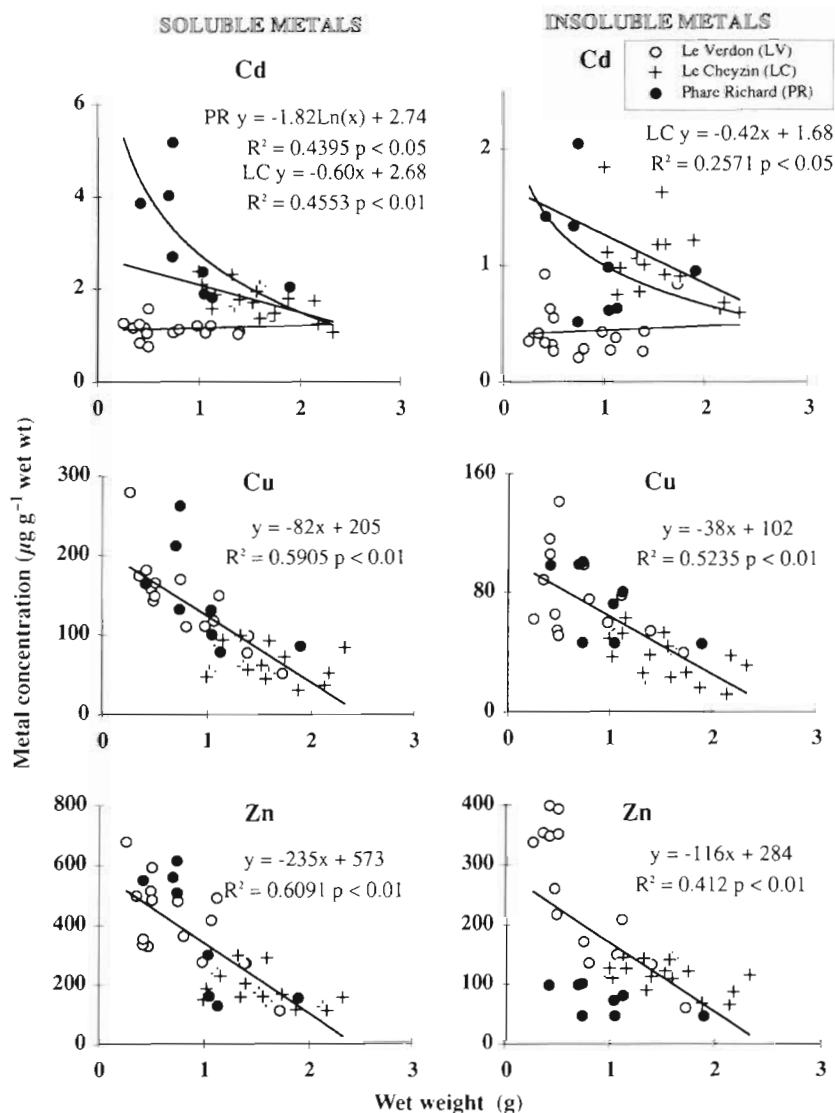 SOLUBLE METALS
INSOLUBLE METALS
Le Verdon (LV)
Le Cheyzin (LC)
Phare Richard (PR)
Cd
PR y = -1.82Ln(x) + 2.74
R² = 0.4395 p < 0.05
LC y = -0.60x + 2.68
R² = 0.4553 p < 0.01
6
4
2
0
0 1 2 3
Cd
LC y = -0.42x + 1.68
R² = 0.2571 p < 0.05
2
1
0
0 1 2 3
Metal concentration (µg g⁻¹ wet wt)
Cu
y = -82x + 205
R² = 0.5905 p < 0.01
300
200
100
0
0 1 2 3
Cu
y = -38x + 102
R² = 0.5235 p < 0.01
160
80
0
0 1 2 3
Zn
y = -235x + 573
R² = 0.6091 p < 0.01
800
600
400
200
0
0 1 2 3
Zn
y = -116x + 284
R² = 0.412 p < 0.01
400
300
200
100
0
0 1 2 3
Wet weight (g)